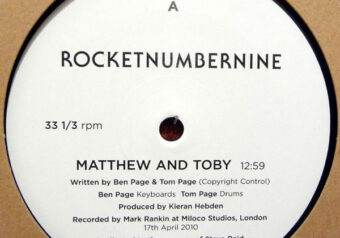 A
ROCKETNUMBERNINE
33 1/3 rpm
MATTHEW AND TOBY 12:59
Written by Ben Page & Tom Page (Copyright Control)
Ben Page Keyboards Tom Page Drums
Produced by Kieran Hebden
Recorded by Mark Rankin at Miloco Studios, London
17th April 2010